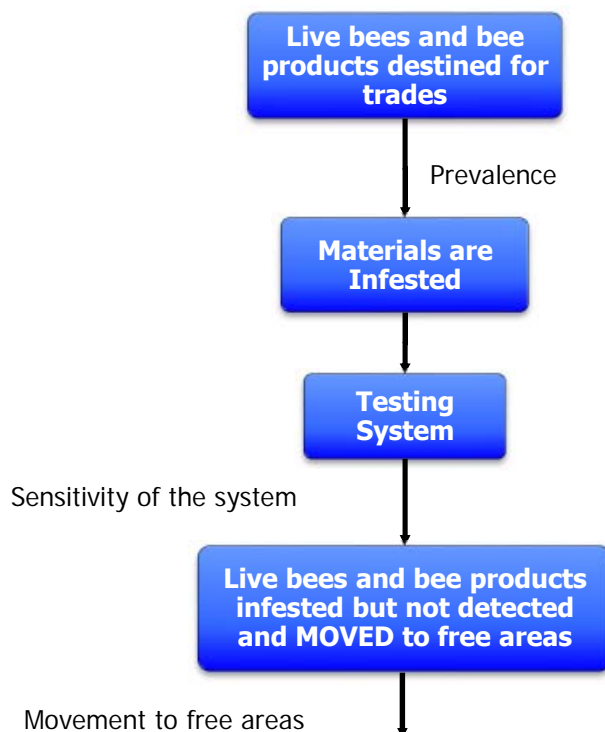 Live bees and bee
products destined for
trades
Prevalence
Materials are
Infested
Testing
System
Sensitivity of the system
Live bees and bee products
infested but not detected
and MOVED to free areas
Movement to free areas